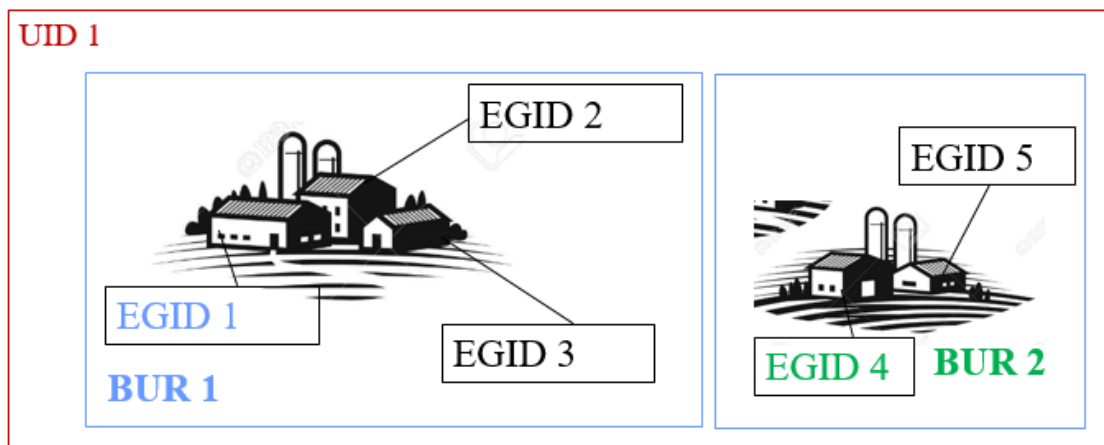 UID 1
EGID 2
EGID 1
EGID 3
BUR 1
EGID 5
EGID 4
BUR 2